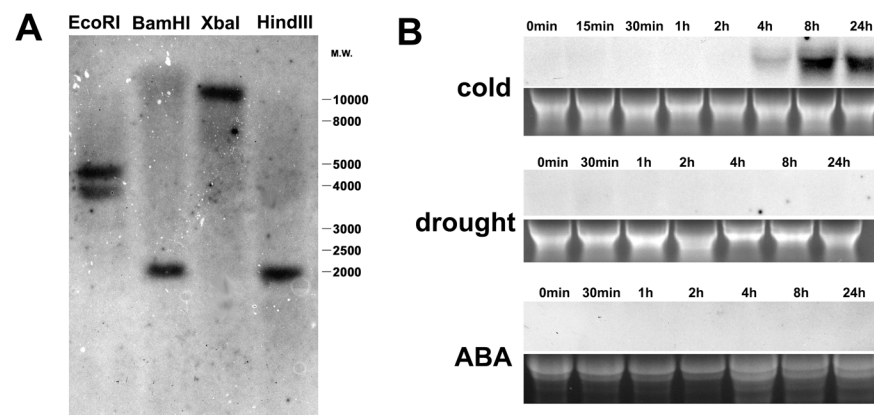 A
EcoRI BamHI XbaI HindIII
M.W.
10000
8000
5000
4000
3000
2500
2000
B
0min 15min 30min 1h 2h 4h 8h 24h
cold
0min 30min 1h 2h 4h 8h 24h
drought
0min 30min 1h 2h 4h 8h 24h
ABA